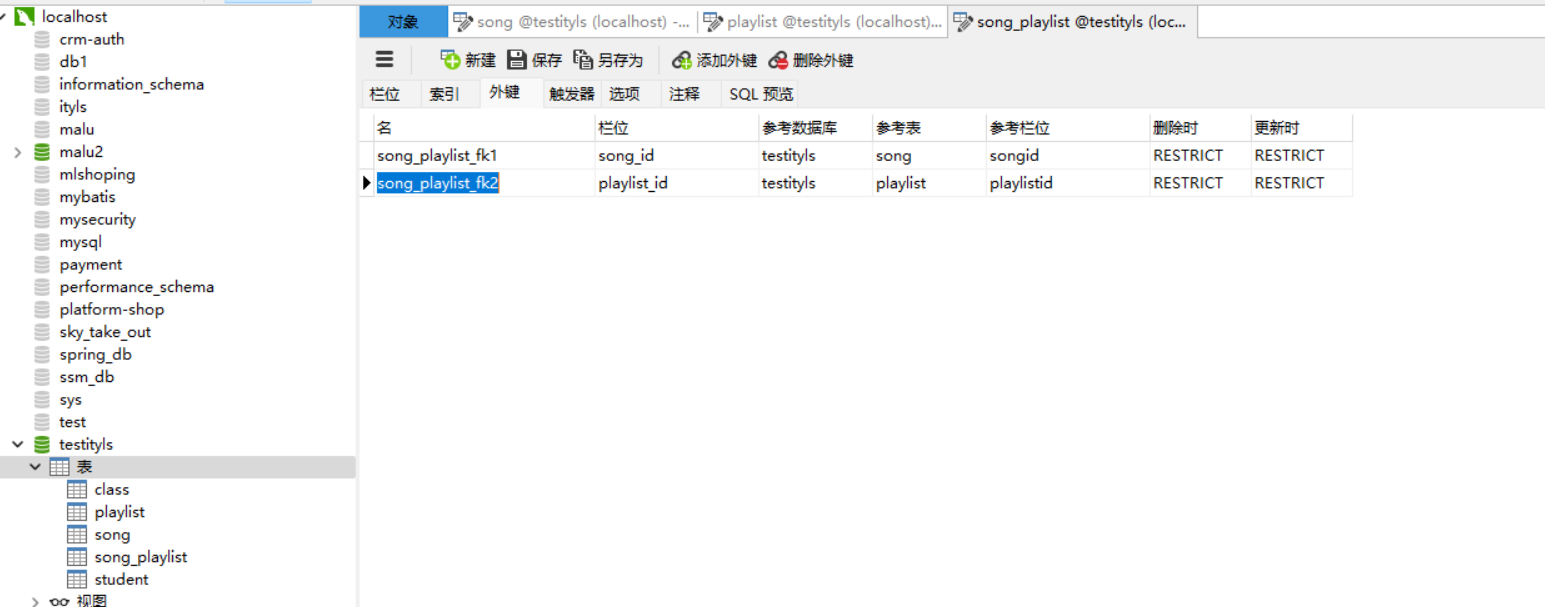 localhost
crm-auth
db1
information_schema
ityls
malu
malu2
mlshoping
mybatis
mysecurity
mysql
payment
performance_schema
platform-shop
sky_take_out
spring_db
ssm_db
sys
test
testityls
表
class
playlist
song
song_playlist
student
视图
对象 song @testityls (localhost) -... playlist @testityls (localhost)... song_playlist @testityls (loc...
新建 保存 另存为 添加外键 删除外键
栏位 索引 外键 触发器 选项 注释 SQL 预览
名 栏位 参考数据库 参考表 参考栏位 删除时 更新时
song_playlist_fk1 song_id testityls song songid RESTRICT RESTRICT
song_playlist_fk2 playlist_id testityls playlist playlistid RESTRICT RESTRICT